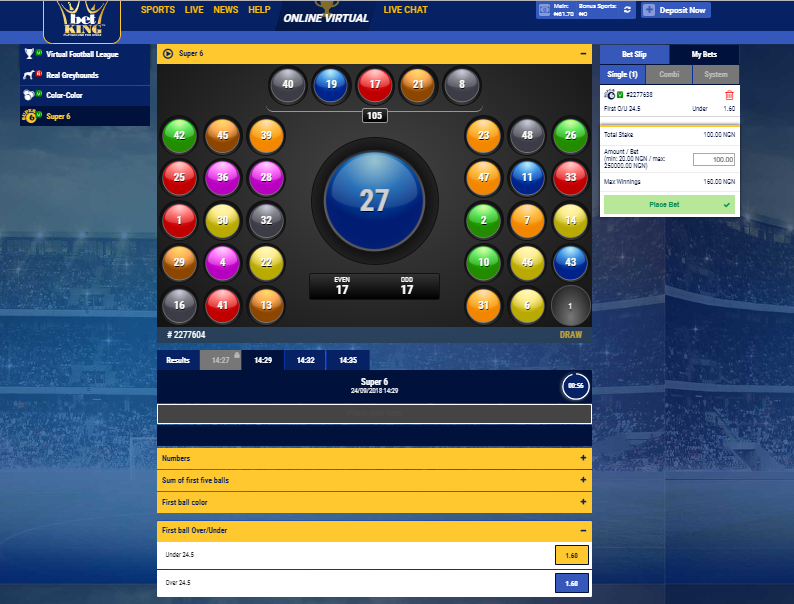 bet
KING
SPORTS LIVE NEWS HELP
ONLINE VIRTUAL
LIVE CHAT
Main:
₦61.75
Bonus Sports:
₦0
Deposit Now
Virtual Football League
Real Greyhounds
Color-Color
Super 6
Super 6
40 19 17 21 8
105
42 45 39
25 36 28
1 30 32
29 4 22
16 41 13
27
EVEN
17
ODD
17
23 48 26
47 11 33
2 7 14
10 46 43
31 6 1
# 2277604
DRAW
Results 14:27 14:29 14:32 14:35
Super 6
24/09/2018 14:29
00:56
Numbers +
Sum of first five balls +
First ball color +
First ball Over/Under −
Under 24.5 1.60
Over 24.5 1.60
Bet Slip My Bets
Single (1) Combi System
#2277638
First O/U 24.5 Under 1.60
Total Stake 100.00 NGN
Amount / Bet
(min: 20.00 NGN / max:
250000.00 NGN)
100.00
Max Winnings 160.00 NGN
Place Bet